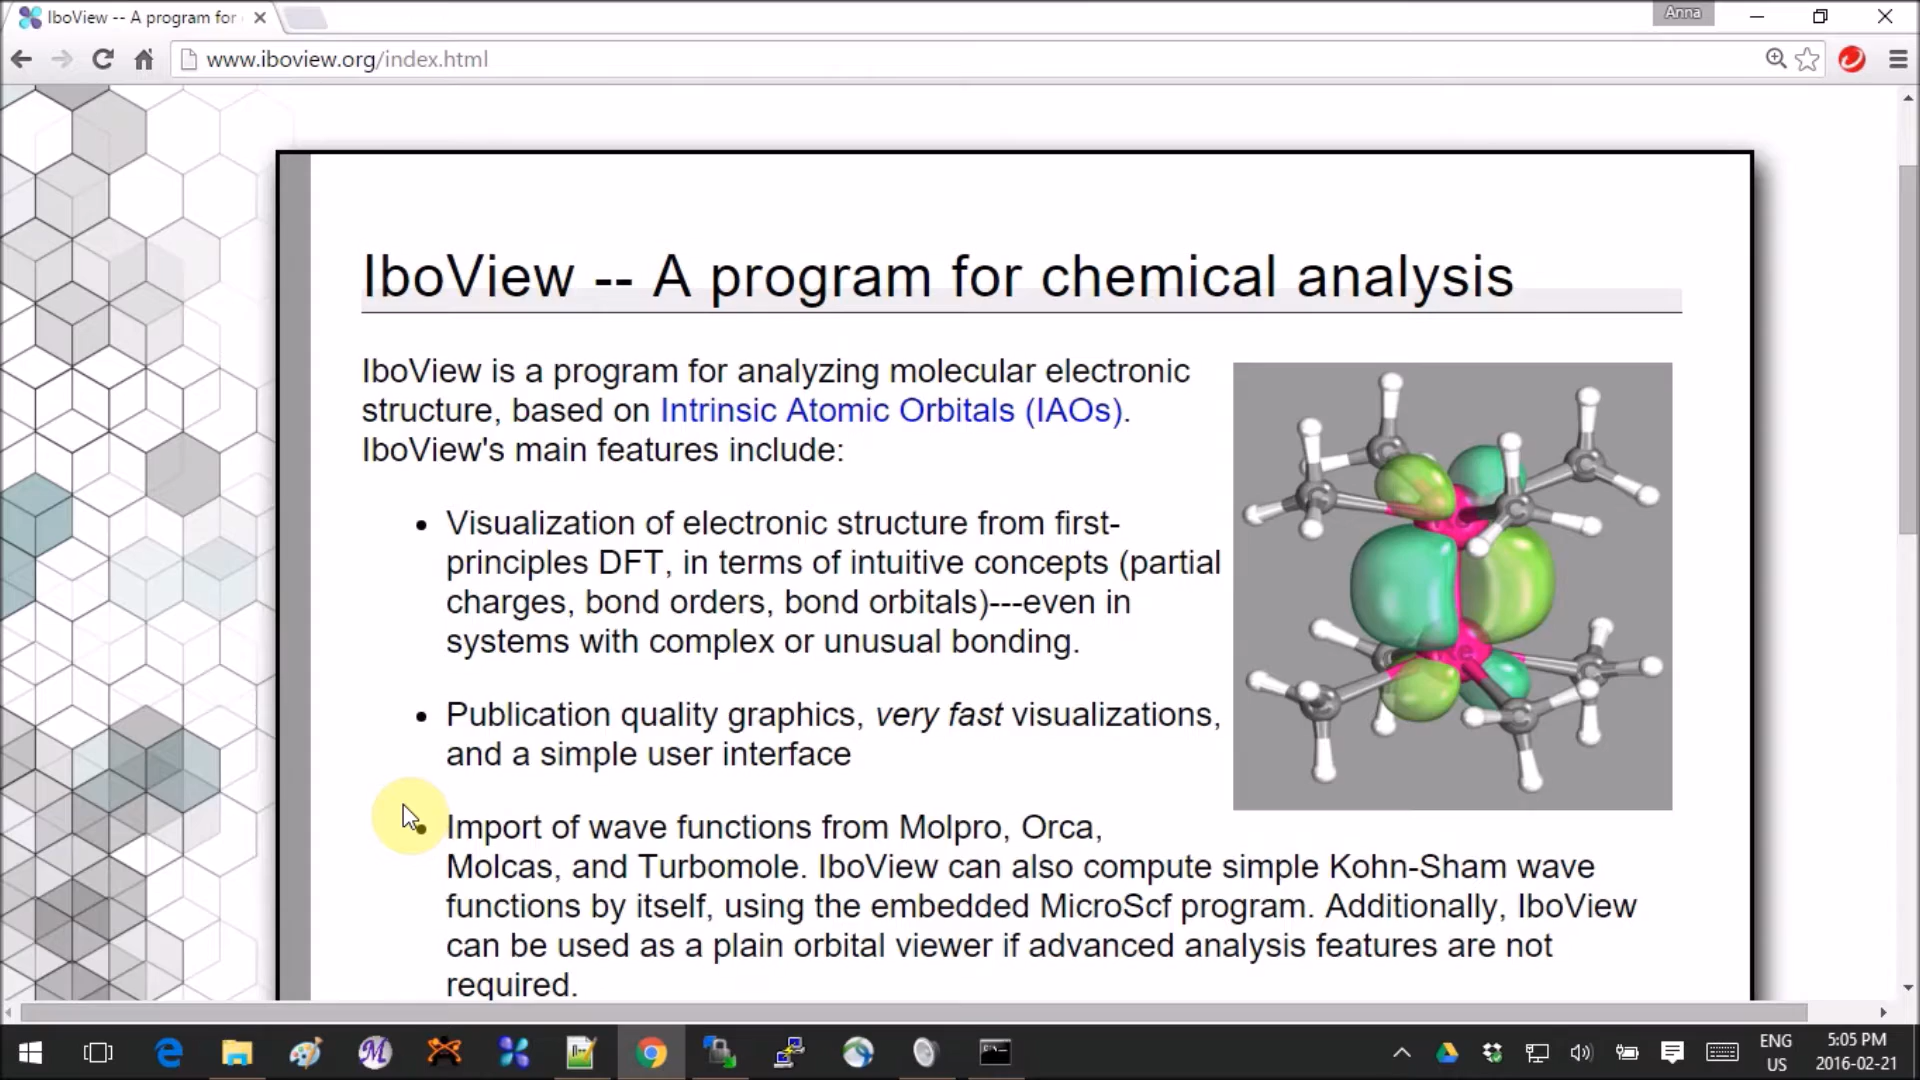 IboView -- A program for
Anna
www.iboview.org/index.html
IboView -- A program for chemical analysis
IboView is a program for analyzing molecular electronic
structure, based on Intrinsic Atomic Orbitals (IAOs).
IboView's main features include:
• Visualization of electronic structure from first-
principles DFT, in terms of intuitive concepts (partial
charges, bond orders, bond orbitals)---even in
systems with complex or unusual bonding.
• Publication quality graphics, very fast visualizations,
and a simple user interface
• Import of wave functions from Molpro, Orca,
Molcas, and Turbomole. IboView can also compute simple Kohn-Sham wave
functions by itself, using the embedded MicroScf program. Additionally, IboView
can be used as a plain orbital viewer if advanced analysis features are not
required.
ENG
US
5:05 PM
2016-02-21